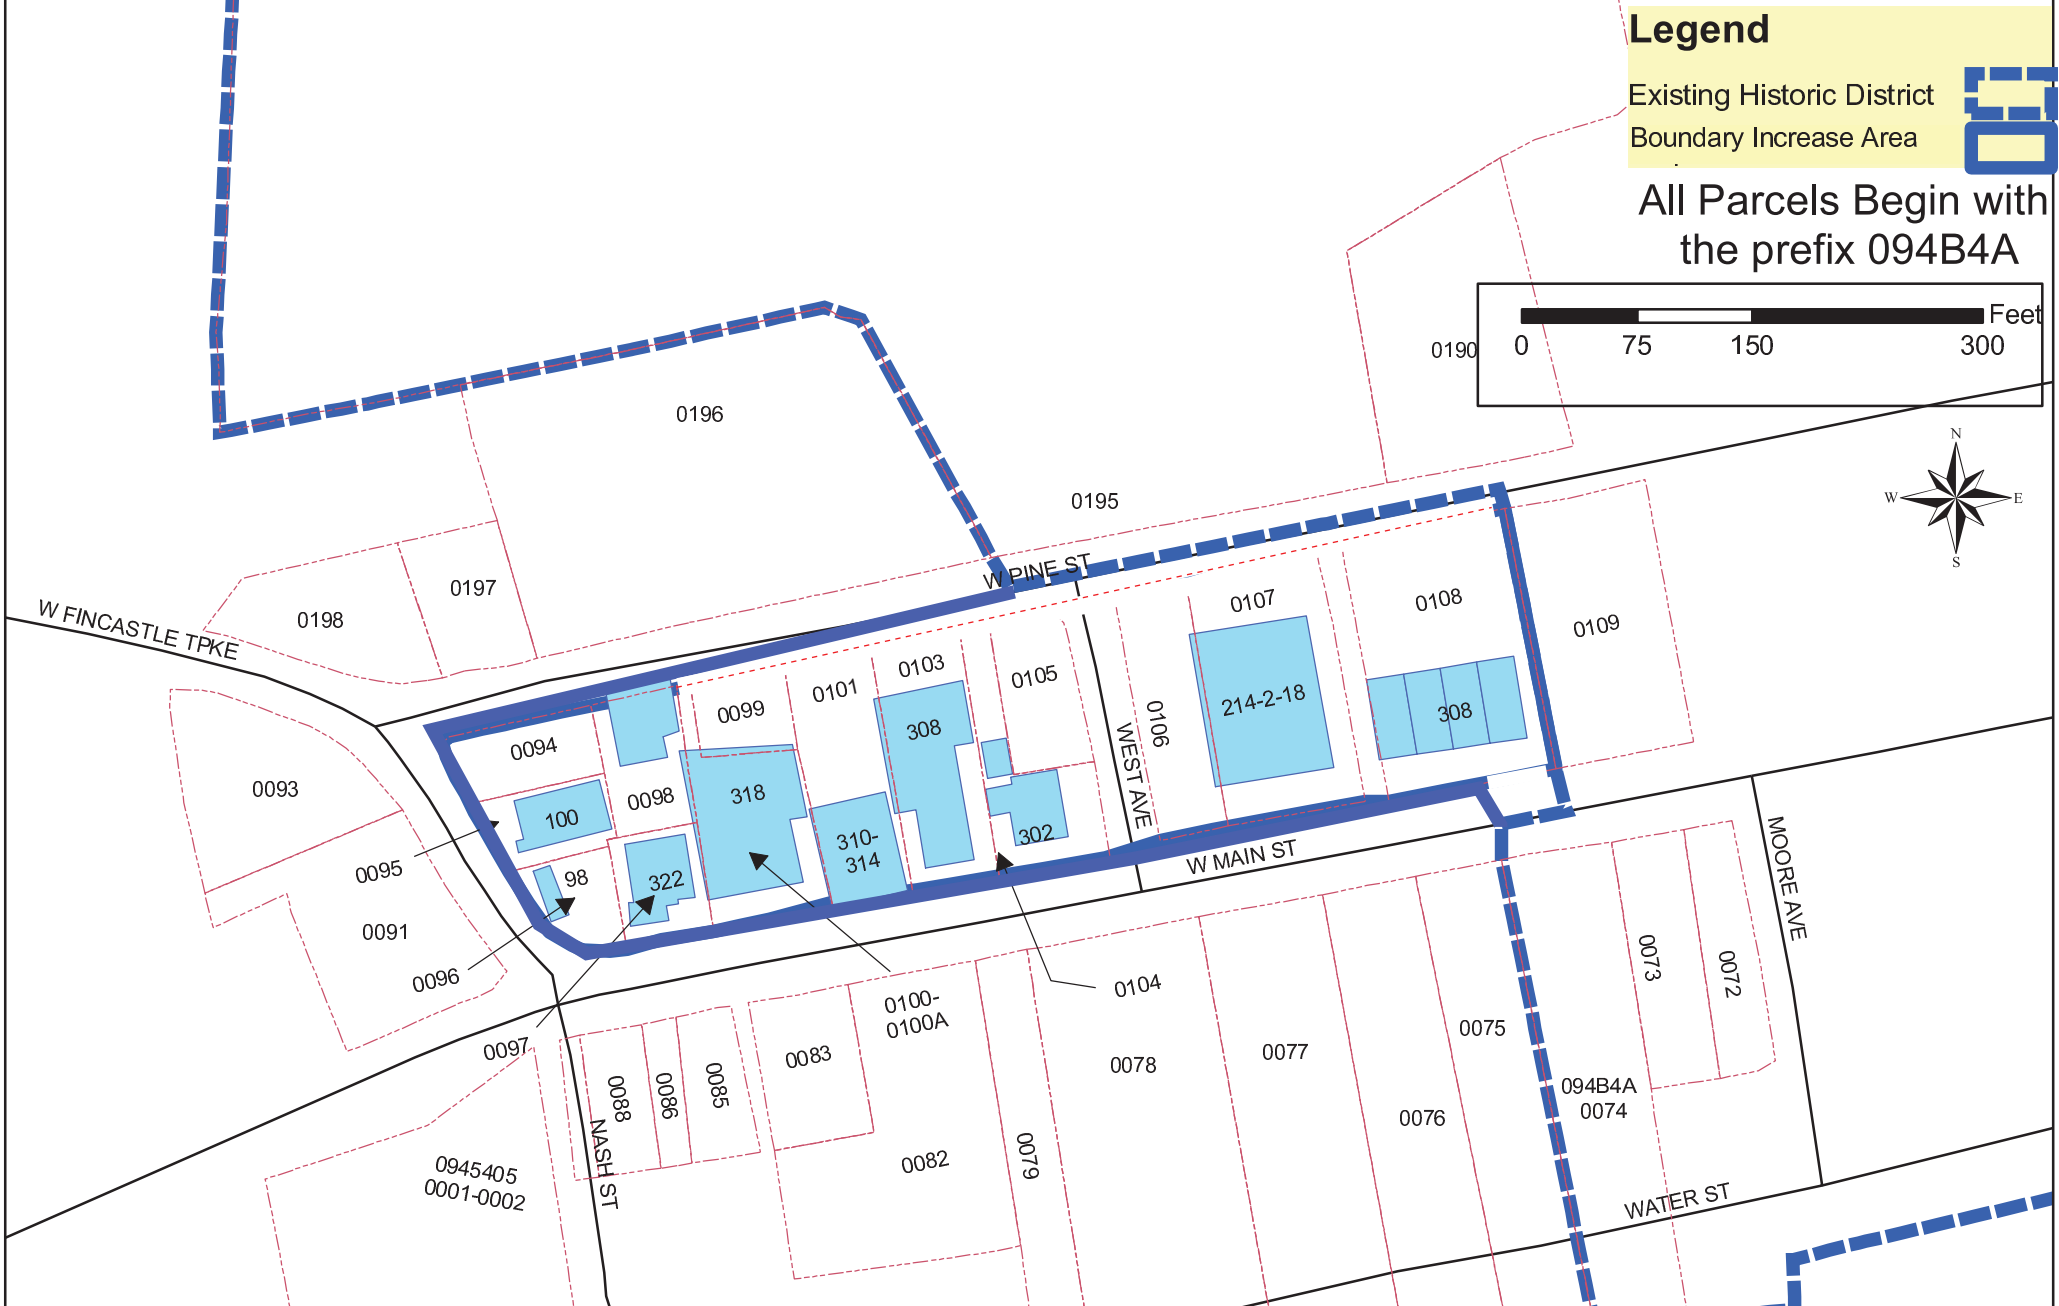 Legend
Existing Historic District
Boundary Increase Area
All Parcels Begin with
the prefix 094B4A
Feet
0 75 150 300
0190
N
W E
S
0196
0195
W PINE ST
0197
0198
W FINCASTLE TPKE
0107
0108
0109
0103
0105
0101
0099
0106
214-2-18
308
308
0094
0093
318
0098
100
WEST AVE
310-
314
302
W MAIN ST
MOORE AVE
0095
98
322
0091
0096
0104
0100-
0100A
0097
0083
0078
0077
0075
0073
0072
0088
0086
0085
094B4A
0074
0076
NASH ST
0082
0079
0945405
0001-0002
WATER ST